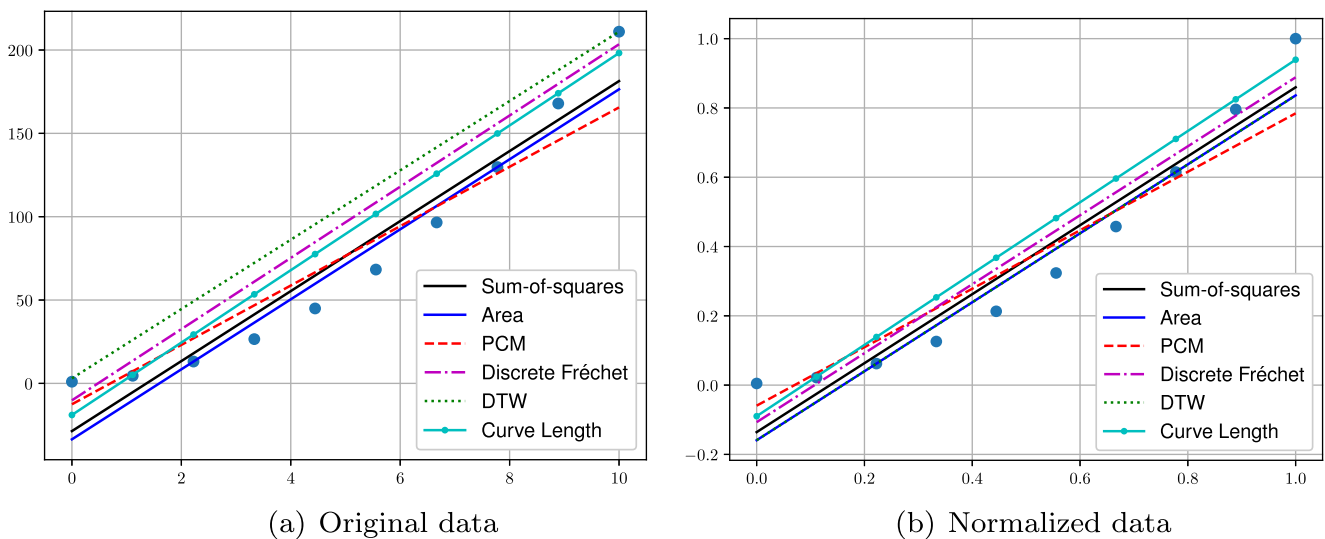 200
150
100
50
0
0 2 4 6 8 10
Sum-of-squares
Area
PCM
Discrete Fréchet
DTW
Curve Length
(a) Original data
1.0
0.8
0.6
0.4
0.2
0.0
−0.2
0.0 0.2 0.4 0.6 0.8 1.0
Sum-of-squares
Area
PCM
Discrete Fréchet
DTW
Curve Length
(b) Normalized data